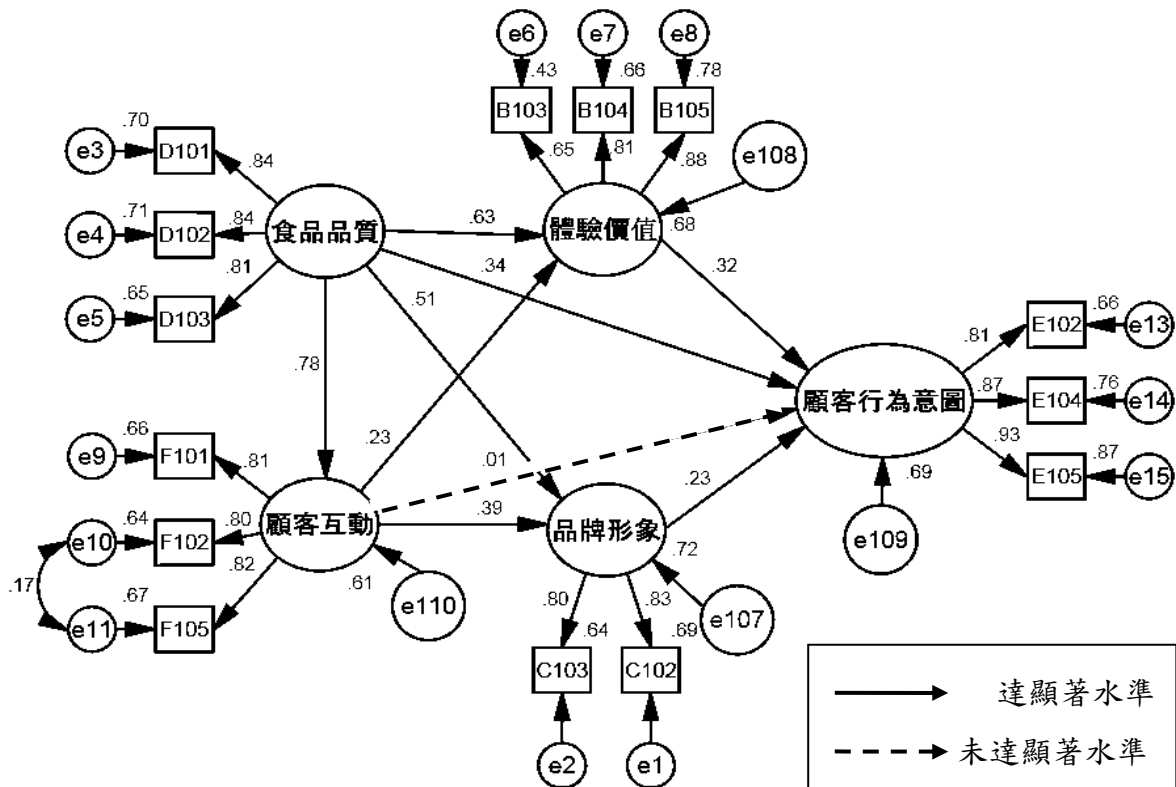 e6 e7 e8
.43 .66 .78
B103 B104 B105
.65 .81 .88
e108
.70
e3 D101 .84
.71
e4 D102 .84
.65 .81
e5 D103
食品品質
.63
體驗價值
.68
.34
.32
.51
.78
.66
E102 e13
.81
.76
.87 E104 e14
.93 .87
E105 e15
顧客行為意圖
.69
e109
.23
.01
.23
.66
e9 F101 .81
.64
e10 F102 .80
.17
.67 .82
e11 F105
顧客互動
.61
e110
.39
品牌形象
.72
e107
.80 .83
.64 .69
C103 C102
e2 e1
達顯著水準
未達顯著水準